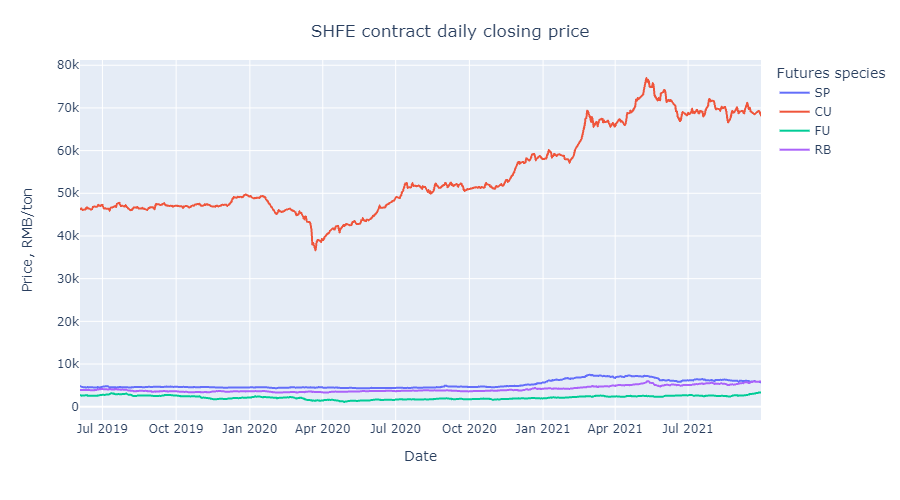 SHFE contract daily closing price
Futures species
SP
CU
FU
RB
Price, RMB/ton
80k
70k
60k
50k
40k
30k
20k
10k
0
Jul 2019
Oct 2019
Jan 2020
Apr 2020
Jul 2020
Oct 2020
Jan 2021
Apr 2021
Jul 2021
Date